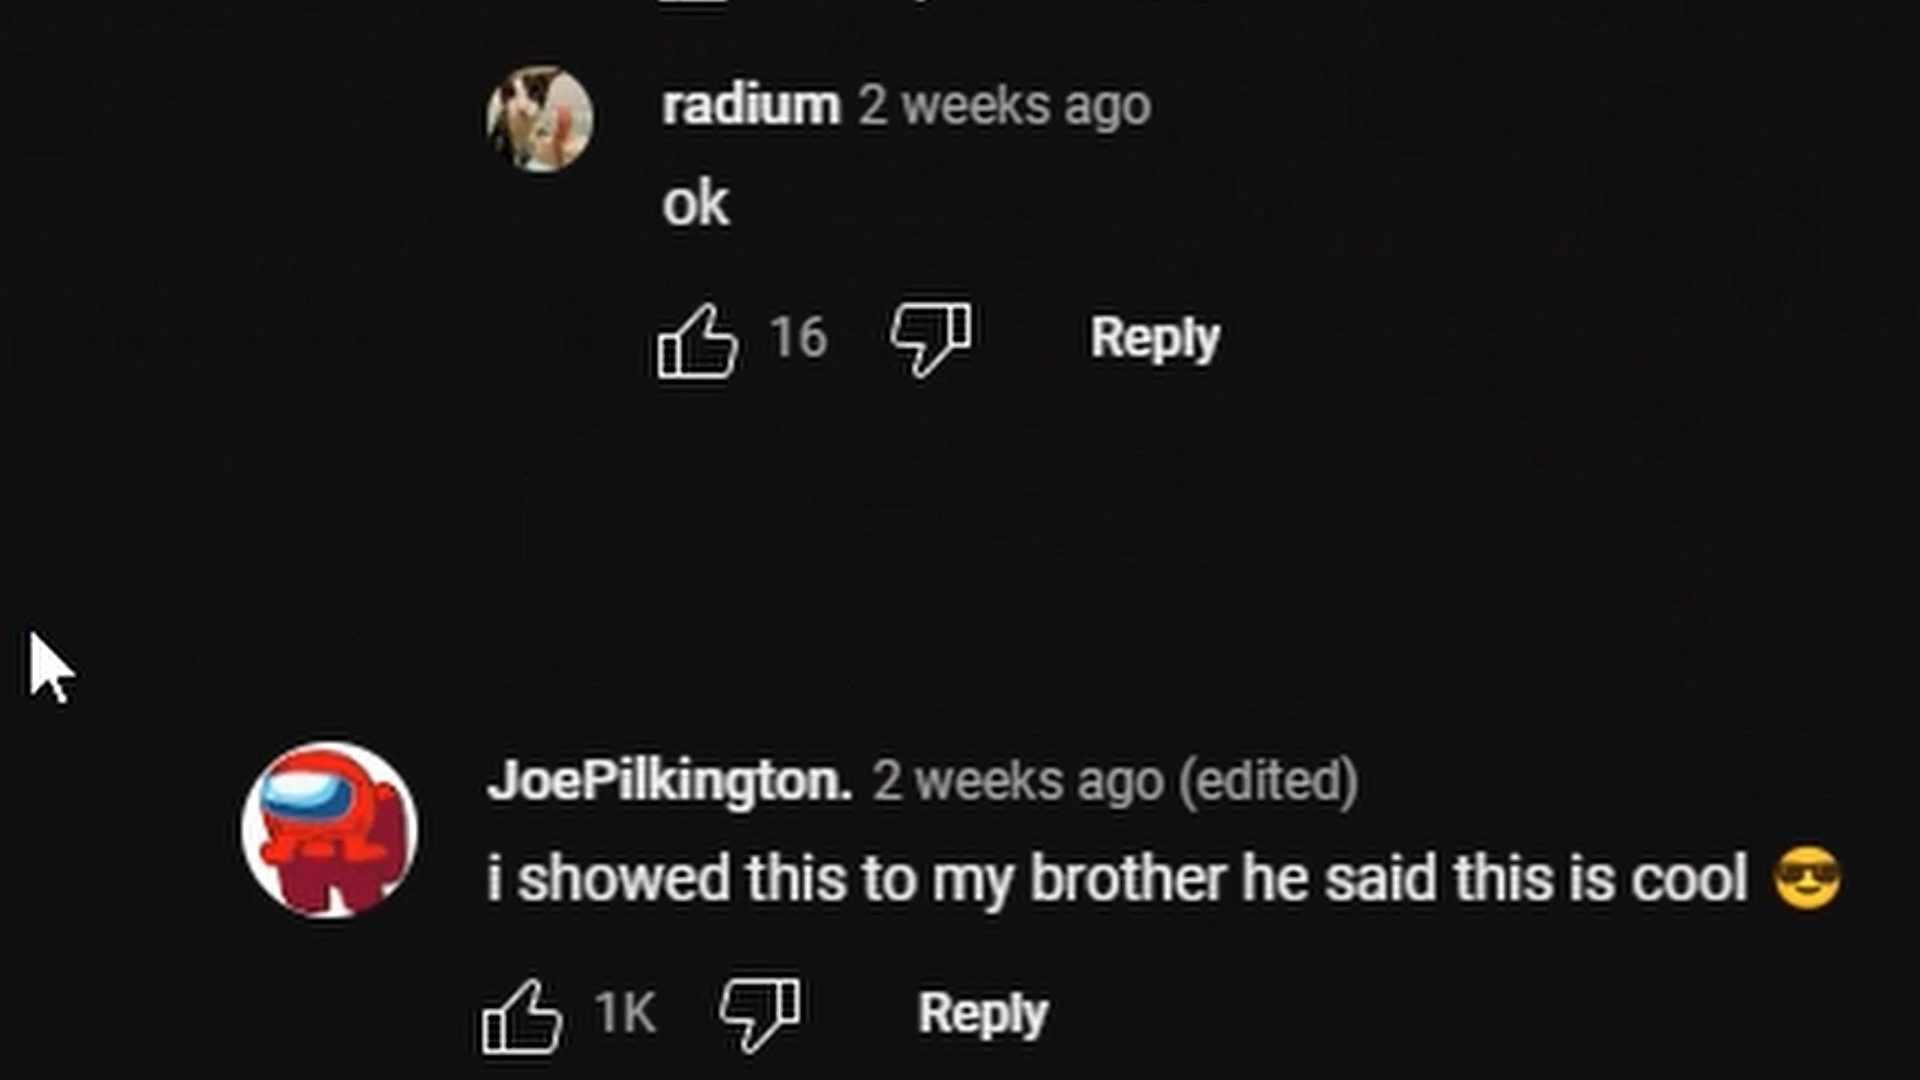 radium 2 weeks ago
ok
16 Reply
JoePilkington. 2 weeks ago (edited)
i showed this to my brother he said this is cool 😎
1K Reply